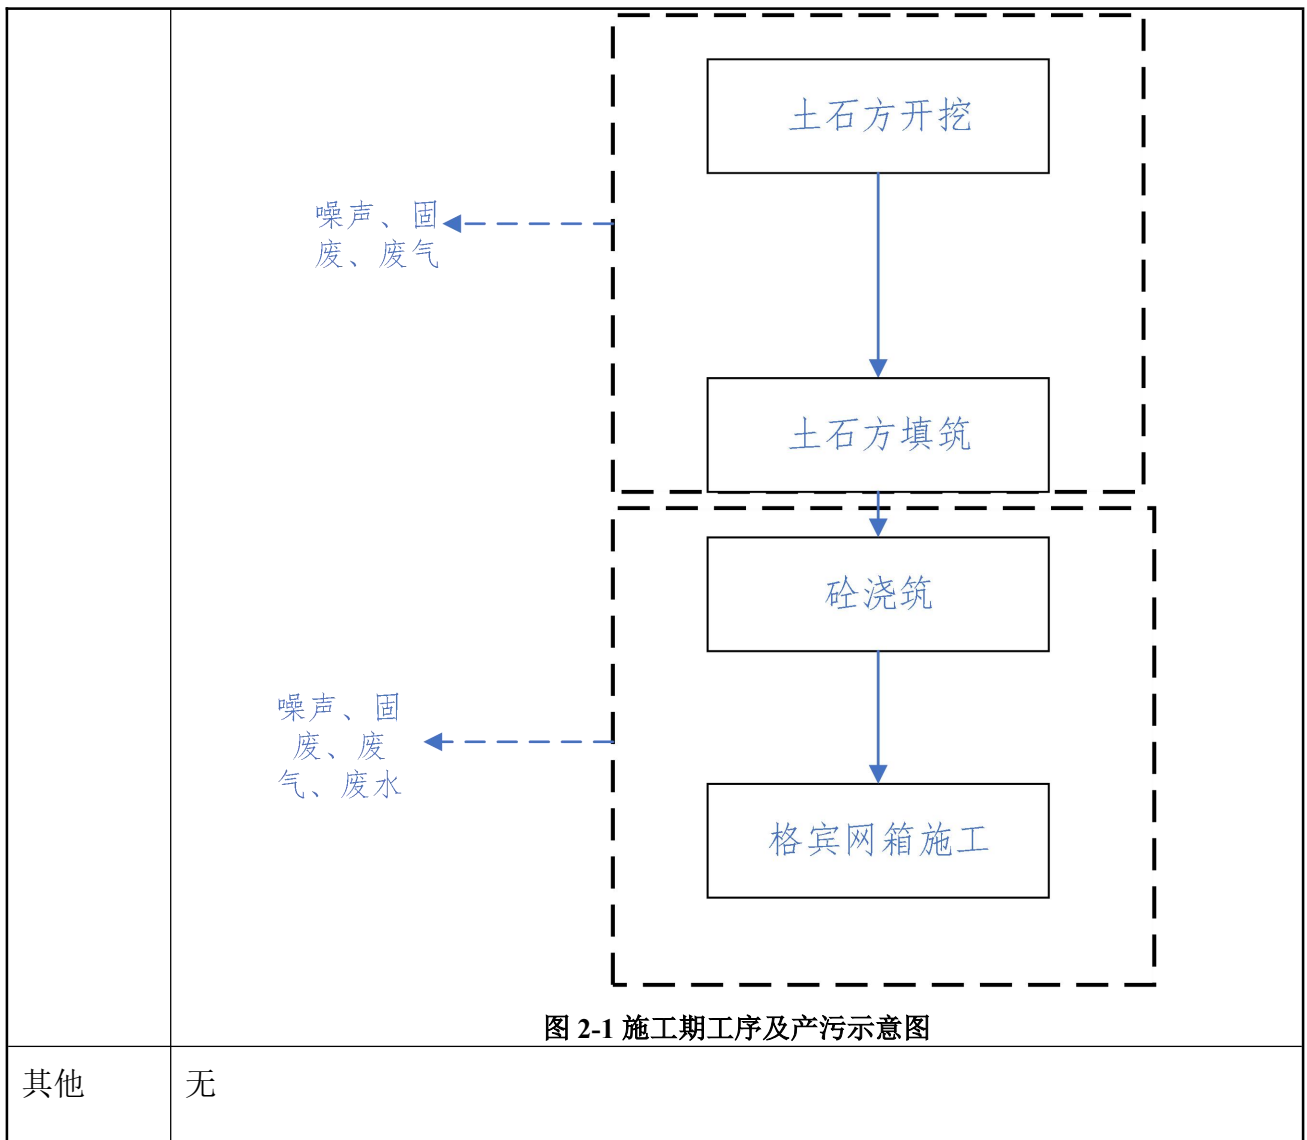 土石方开挖
噪声、固
废、废气
土石方填筑
砼浇筑
噪声、固
废、废
气、废水
格宾网箱施工
图 2-1 施工期工序及产污示意图
其他
无